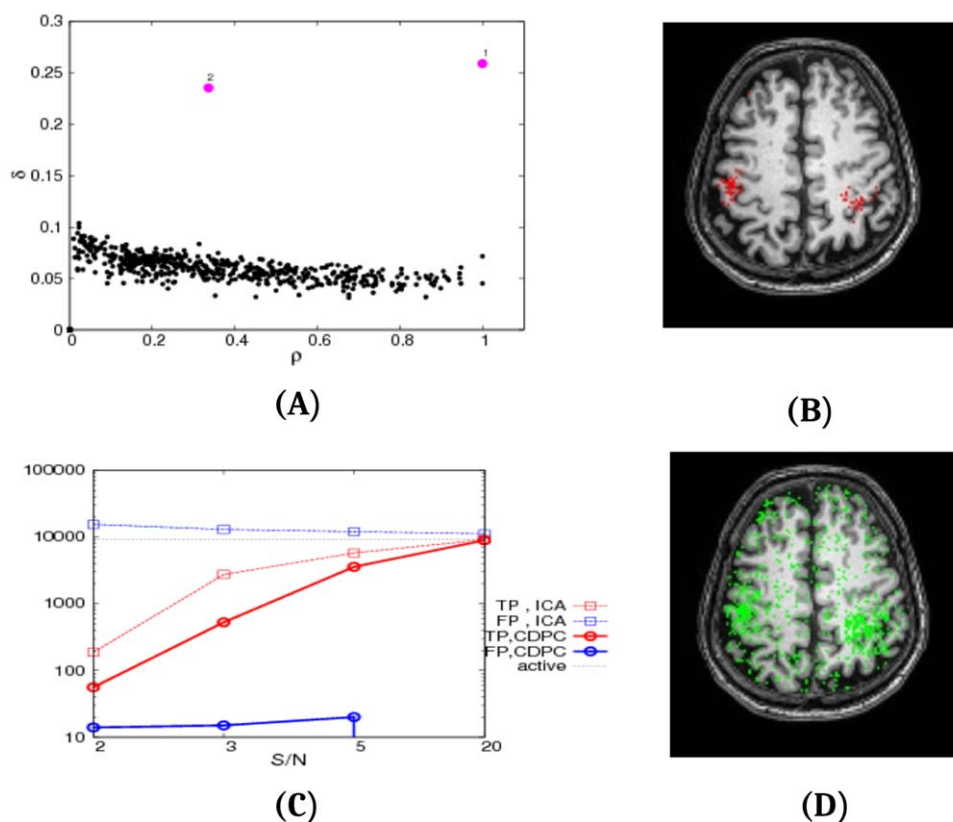 0.3
0.25
0.2
0.15
0.1
0.05
0
δ
2
1
0 0.2 0.4 0.6 0.8 1
ρ
(A)
(B)
100000
10000
1000
100
10
2 3 5 20
S/N
TP , ICA
FP , ICA
TP,CDPC
FP,CDPC
active
(C)
(D)